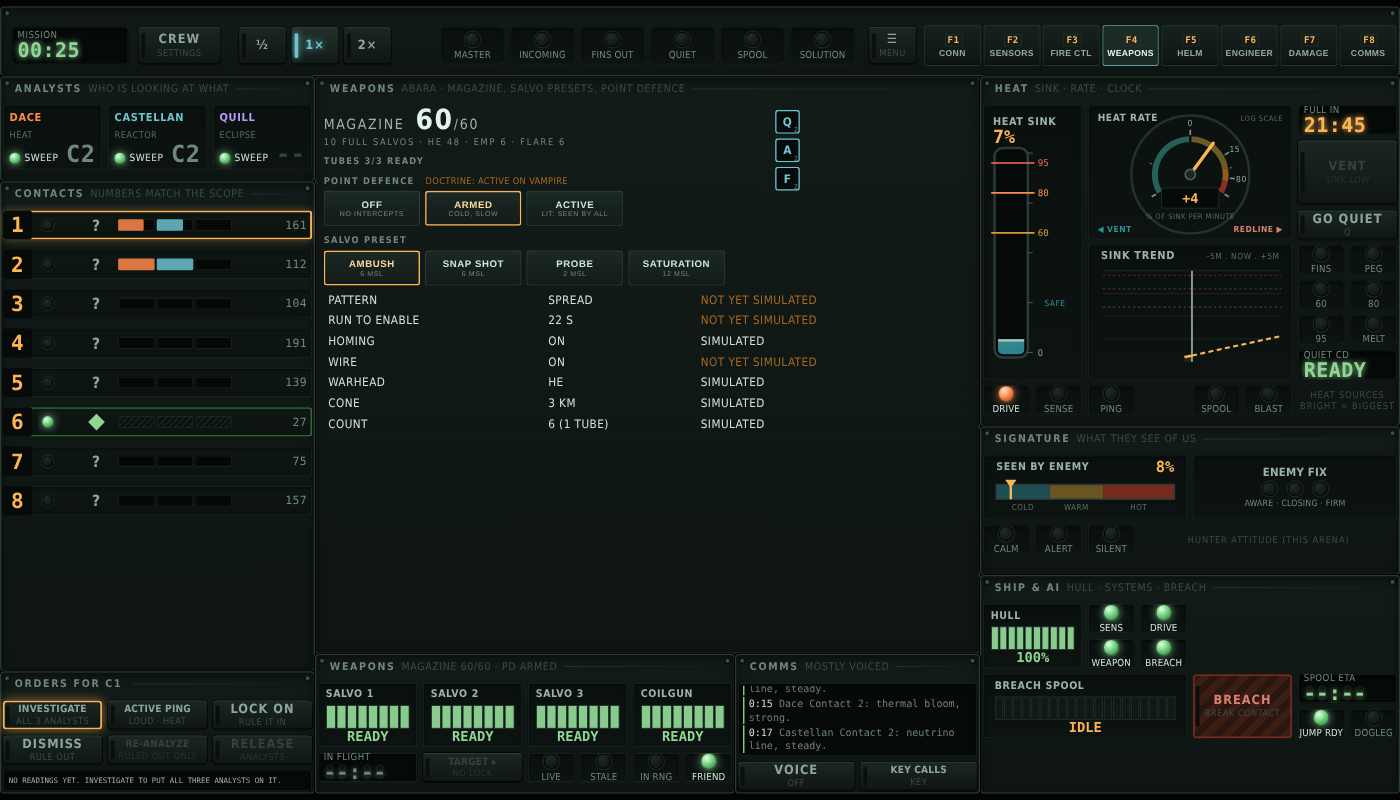 MISSION
00:25
CREW
SETTINGS
½
1×
2×
MASTER
INCOMING
FINS OUT
QUIET
SPOOL
SOLUTION
☰
MENU
F1
CONN
F2
SENSORS
F3
FIRE CTL
F4
WEAPONS
F5
HELM
F6
ENGINEER
F7
DAMAGE
F8
COMMS
ANALYSTS WHO IS LOOKING AT WHAT
DACE
HEAT
SWEEP C2
CASTELLAN
REACTOR
SWEEP C2
QUILL
ECLIPSE
SWEEP --
CONTACTS NUMBERS MATCH THE SCOPE
1 ? 161
2 ? 112
3 ? 104
4 ? 191
5 ? 139
6 27
7 ? 75
8 ? 157
ORDERS FOR C1
INVESTIGATE
ALL 3 ANALYSTS
ACTIVE PING
LOUD · HEAT
LOCK ON
RULE IT IN
DISMISS
RULE OUT
RE-ANALYZE
RULED OUT ONLY
RELEASE
ANALYSTS
NO READINGS YET. INVESTIGATE TO PUT ALL THREE ANALYSTS ON IT.
WEAPONS ABARA · MAGAZINE, SALVO PRESETS, POINT DEFENCE
MAGAZINE 60/60
10 FULL SALVOS · HE 48 · EMP 6 · FLARE 6
TUBES 3/3 READY
Q
A
F
POINT DEFENCE DOCTRINE: ACTIVE ON VAMPIRE
OFF
NO INTERCEPTS
ARMED
COLD, SLOW
ACTIVE
LIT: SEEN BY ALL
SALVO PRESET
AMBUSH
6 MSL
SNAP SHOT
6 MSL
PROBE
2 MSL
SATURATION
12 MSL
PATTERN SPREAD NOT YET SIMULATED
RUN TO ENABLE 22 S NOT YET SIMULATED
HOMING ON SIMULATED
WIRE ON NOT YET SIMULATED
WARHEAD HE SIMULATED
CONE 3 KM SIMULATED
COUNT 6 (1 TUBE) SIMULATED
WEAPONS MAGAZINE 60/60 · PD ARMED
SALVO 1
READY
SALVO 2
READY
SALVO 3
READY
COILGUN
READY
IN FLIGHT
--:--
TARGET ▸
NO LOCK
LIVE
STALE
IN RNG
FRIEND
COMMS MOSTLY VOICED
line, steady.
0:15 Dace Contact 2: thermal bloom,
strong.
0:17 Castellan Contact 2: neutrino
line, steady.
VOICE
OFF
KEY CALLS
KEY
HEAT SINK · RATE · CLOCK
HEAT SINK
7%
95
80
60
SAFE
0
HEAT RATE LOG SCALE
0
15
80
+4
% OF SINK PER MINUTE
◀ VENT
REDLINE ▶
SINK TREND -5M . NOW . +5M
FULL IN
21:45
VENT
SINK LOW
GO QUIET
Q
FINS
PEG
60
80
95
MELT
QUIET CD
READY
DRIVE
SENSE
PING
SPOOL
BLAST
HEAT SOURCES
BRIGHT = BIGGEST
SIGNATURE WHAT THEY SEE OF US
SEEN BY ENEMY 8%
COLD
WARM
HOT
ENEMY FIX
AWARE · CLOSING · FIRM
CALM
ALERT
SILENT
HUNTER ATTITUDE (THIS ARENA)
SHIP & AI HULL · SYSTEMS · BREACH
HULL
100%
SENS
DRIVE
WEAPON
BREACH
BREACH SPOOL
IDLE
BREACH
BREAK CONTACT
SPOOL ETA
--:--
JUMP RDY
DOGLEG